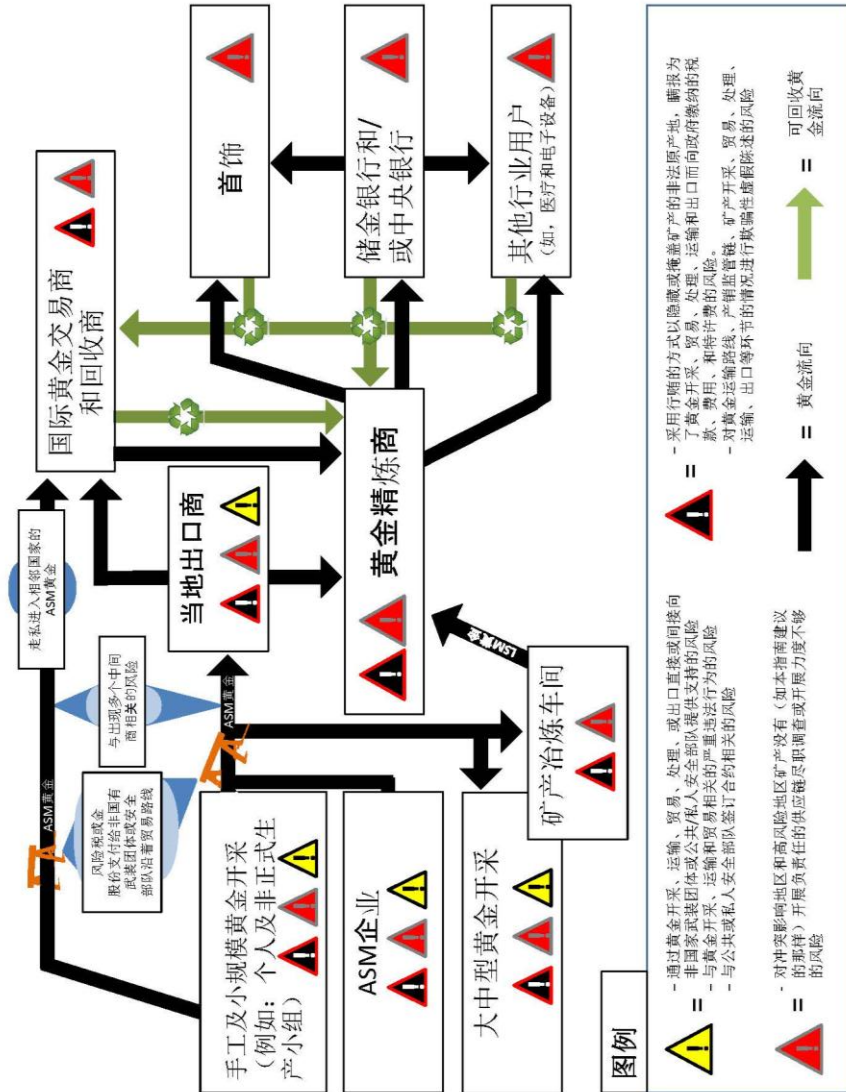 手工及小规模黄金开采
（例如：个人及非正式生
产小组）
ASM企业
大中型黄金开采
矿产冶炼车间
风险税或金
股份支付给非国有
武装团体或安全
部队沿着贸易路线
与出现多个中间
商相关的风险
走私进入相邻国家的
ASM黄金
ASM黄金
ASM黄金
LSM黄金
当地出口商
黄金精炼商
国际黄金交易商
和回收商
首饰
储金银行和/
或中央银行
其他行业用户
（如，医疗和电子设备）
图例
= - 通过黄金开采、运输、贸易、处理、或出口直接或间接向
非国家武装团体或公共/私人安全部队提供支持的风险
- 与黄金开采、运输和贸易相关的严重违法行为的风险
- 与公共或私人安全部队签订合约相关的风险
= - 对冲突影响地区和高风险地区矿产没有（如本指南建议
的那样）开展负责任的供应链尽职调查或开展力度不够
的风险
= - 采用行贿的方式以隐藏或掩盖矿产的非法原产地，瞒报为
了黄金开采、贸易、处理、运输和出口而向政府缴纳的税
款、费用、和特许费的风险。
- 对黄金运输路线、产销监管链、矿产开采、贸易、处理、
运输、出口等环节的情况进行欺骗性虚假陈述的风险
= 黄金流向
= 可回收黄
金流向